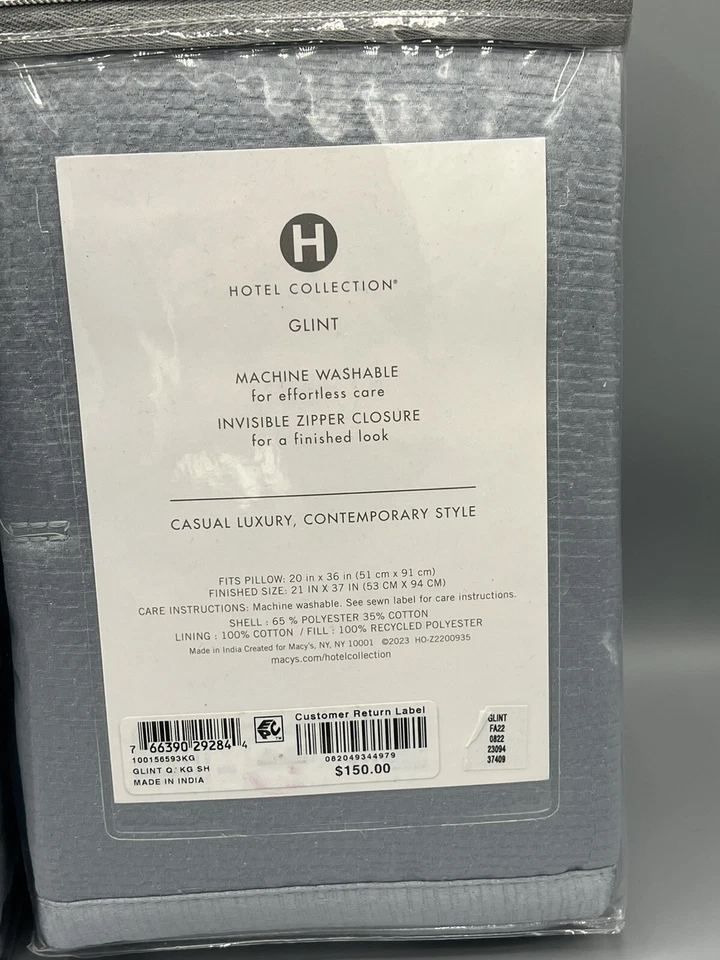 H
HOTEL COLLECTION®
GLINT
MACHINE WASHABLE
for effortless care
INVISIBLE ZIPPER CLOSURE
for a finished look
CASUAL LUXURY, CONTEMPORARY STYLE
FITS PILLOW: 20 in x 36 in (51 cm x 91 cm)
FINISHED SIZE: 21 IN X 37 IN (53 CM X 94 CM)
CARE INSTRUCTIONS: Machine washable. See sewn label for care instructions.
SHELL : 65 % POLYESTER 35% COTTON
LINING : 100% COTTON / FILL : 100% RECYCLED POLYESTER
Made in India Created for Macy's, NY, NY 10001 ©2023 HO-Z2200935
macys.com/hotelcollection
7 66390 29284 4
100156593KG
GLINT Q. KG SH
MADE IN INDIA
EPC™
Customer Return Label
082049344979
$150.00
GLINT
FA22
0822
23094
37409